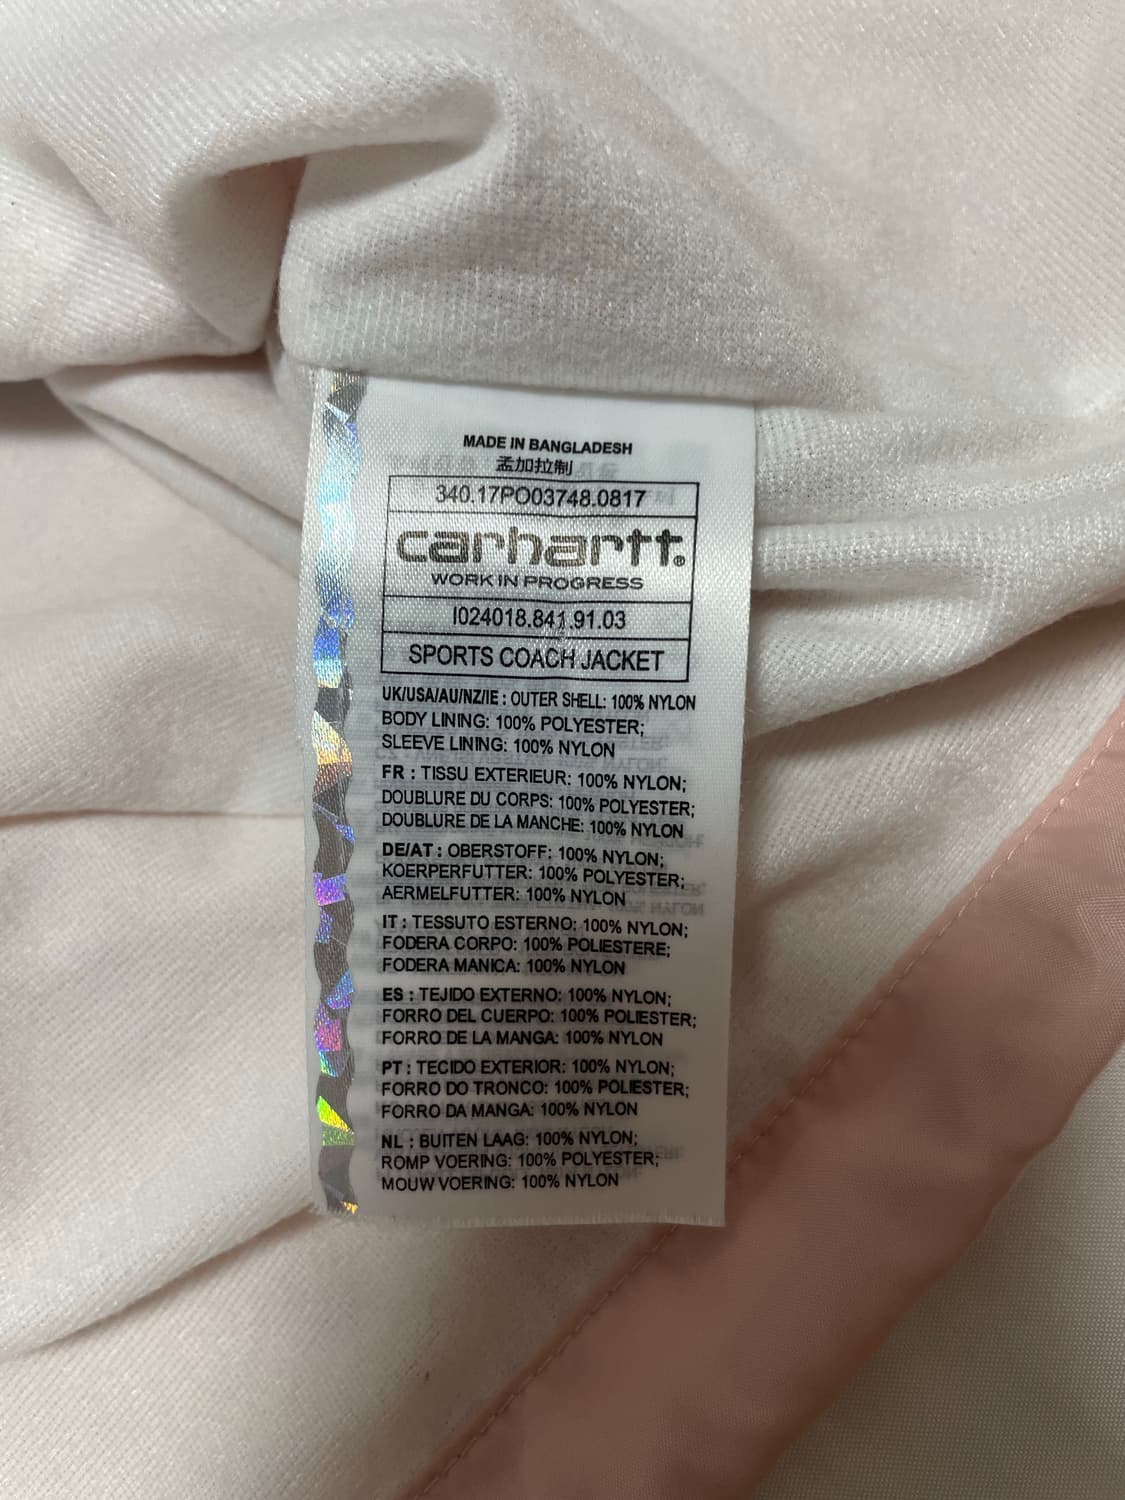 MADE IN BANGLADESH
孟加拉制
340.17PO03748.0817
carhartt®
WORK IN PROGRESS
I024018.841.91.03
SPORTS COACH JACKET
UK/USA/AU/NZ/IE : OUTER SHELL: 100% NYLON
BODY LINING: 100% POLYESTER;
SLEEVE LINING: 100% NYLON
FR : TISSU EXTERIEUR: 100% NYLON;
DOUBLURE DU CORPS: 100% POLYESTER;
DOUBLURE DE LA MANCHE: 100% NYLON
DE/AT : OBERSTOFF: 100% NYLON;
KOERPERFUTTER: 100% POLYESTER;
AERMELFUTTER: 100% NYLON
IT : TESSUTO ESTERNO: 100% NYLON;
FODERA CORPO: 100% POLIESTERE;
FODERA MANICA: 100% NYLON
ES : TEJIDO EXTERNO: 100% NYLON;
FORRO DEL CUERPO: 100% POLIESTER;
FORRO DE LA MANGA: 100% NYLON
PT : TECIDO EXTERIOR: 100% NYLON;
FORRO DO TRONCO: 100% POLIESTER;
FORRO DA MANGA: 100% NYLON
NL : BUITEN LAAG: 100% NYLON;
ROMP VOERING: 100% POLYESTER;
MOUW VOERING: 100% NYLON